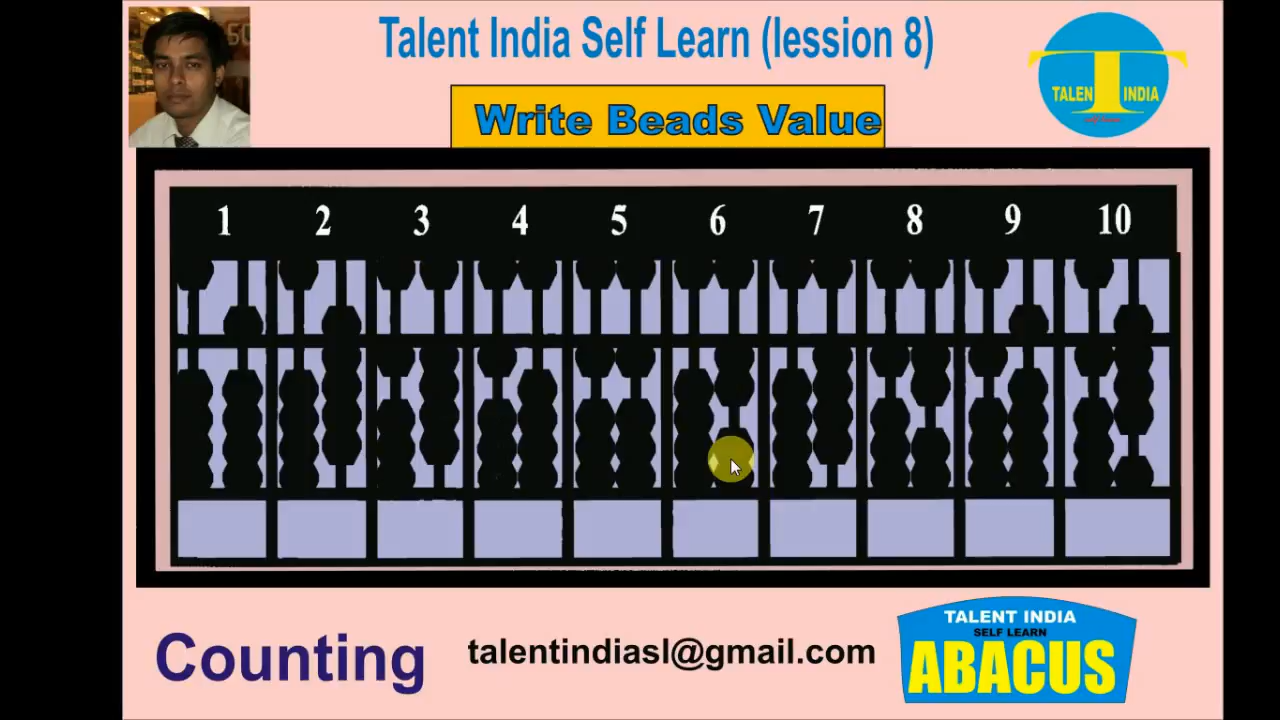 Talent India Self Learn (lession 8)
TALEN T INDIA
Write Beads Value
1 2 3 4 5 6 7 8 9 10
Counting
talentindiasl@gmail.com
TALENT INDIA
SELF LEARN
ABACUS